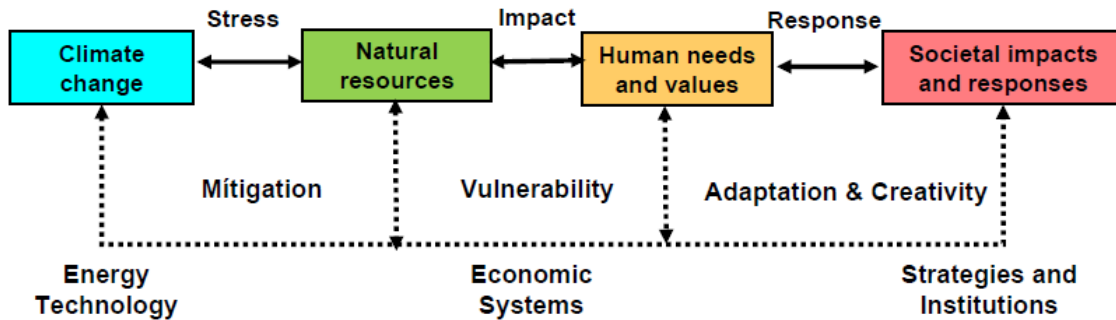 Stress
Impact
Response
Climate
change
Natural
resources
Human needs
and values
Societal impacts
and responses
Mítigation
Vulnerability
Adaptation & Creativity
Energy
Technology
Economic
Systems
Strategies and
Institutions